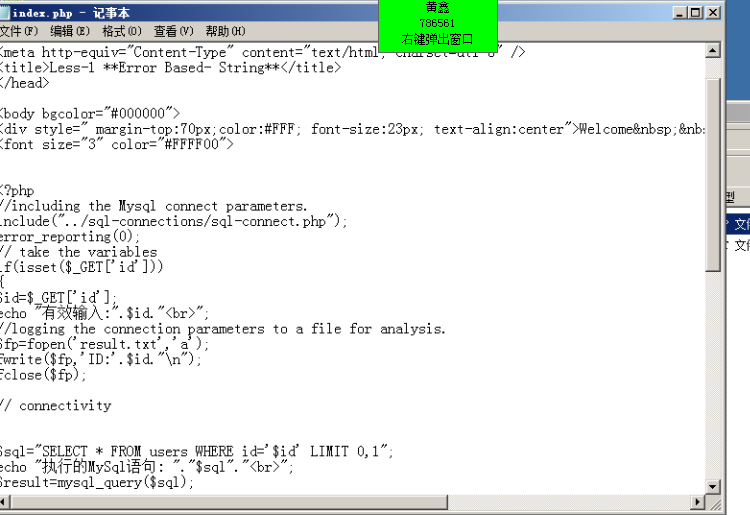 index.php - 记事本
黄鑫
786561
右键弹出窗口
文件(F) 编辑(E) 格式(O) 查看(V) 帮助(H)
<meta http-equiv="Content-Type" content="text/html; charset=utf-8" />
<title>Less-1 **Error Based- String**</title>
</head>
<body bgcolor="#000000">
<div style=" margin-top:70px;color:#FFF; font-size:23px; text-align:center">Welcome&nbsp;&nbs
<font size="3" color="#FFFF00">
<?php
//including the Mysql connect parameters.
include("../sql-connections/sql-connect.php");
error_reporting(0);
// take the variables
if(isset($_GET['id']))
{
$id=$_GET['id'];
echo "有效输入:".$id."<br>";
//logging the connection parameters to a file for analysis.
$fp=fopen('result.txt','a');
fwrite($fp,'ID:'.$id."\n");
fclose($fp);
// connectivity
$sql="SELECT * FROM users WHERE id='$id' LIMIT 0,1";
echo "执行的MySql语句: "."$sql"."<br>";
$result=mysql_query($sql);
型
文件
文件